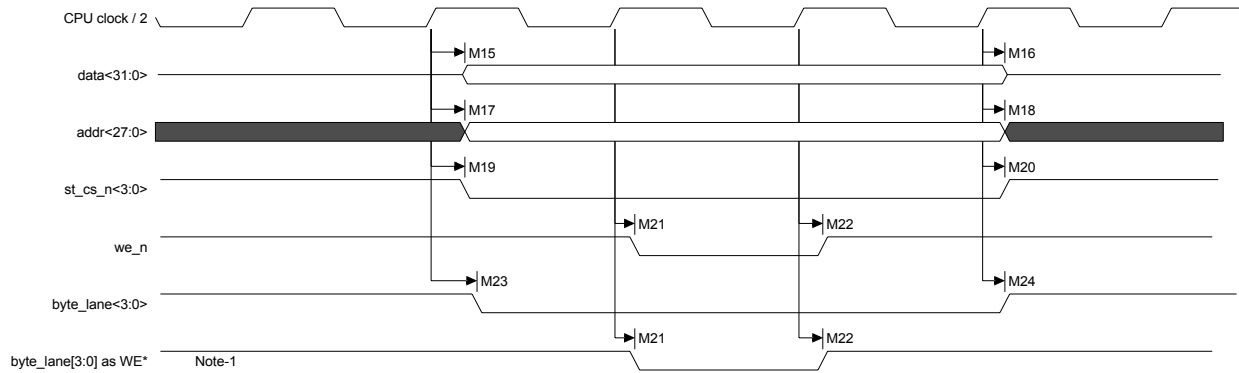 CPU clock / 2
M15 M16
data<31:0>
M17 M18
addr<27:0>
M19 M20
st_cs_n<3:0>
M21 M22
we_n
M23 M24
byte_lane<3:0>
M21 M22
byte_lane[3:0] as WE* Note-1